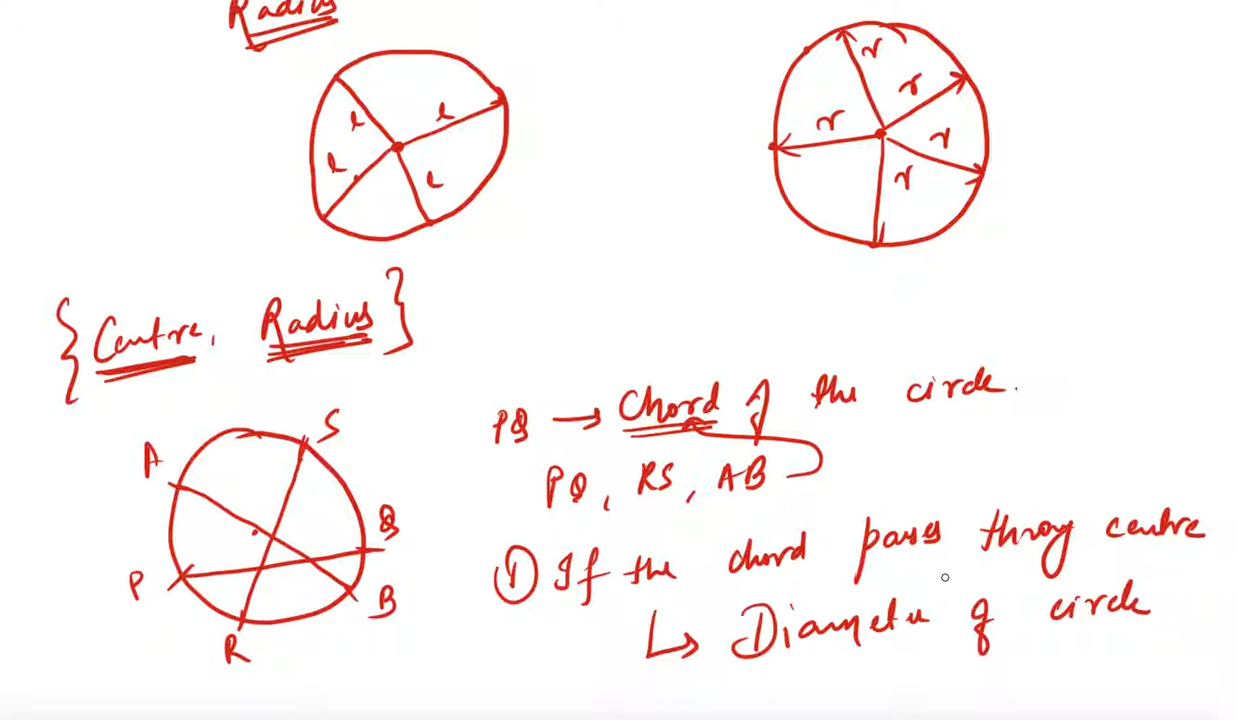 Radius
l l l l
r r r r r
{ Centre, Radius }
PQ → Chord of the circle.
PQ, RS, AB
A S Q B R P
① If the chord passes throug centre
↳ Diameter of circle